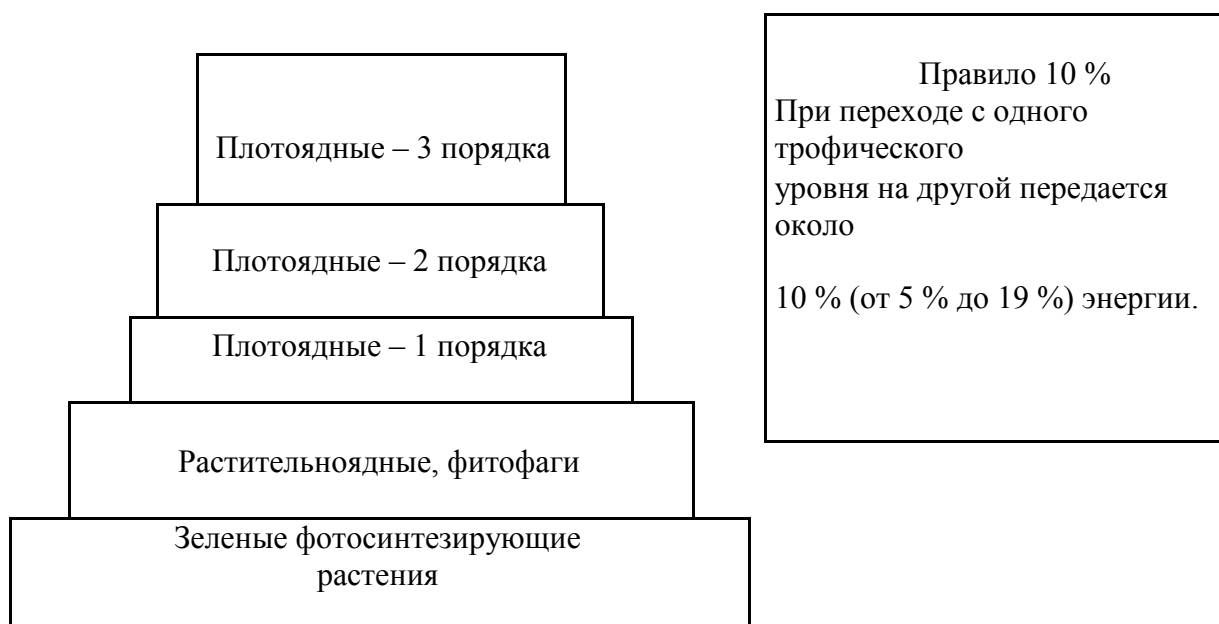 Плотоядные – 3 порядка
Плотоядные – 2 порядка
Плотоядные – 1 порядка
Растительноядные, фитофаги
Зеленые фотосинтезирующие
растения
Правило 10 %
При переходе с одного
трофического
уровня на другой передается
около
10 % (от 5 % до 19 %) энергии.